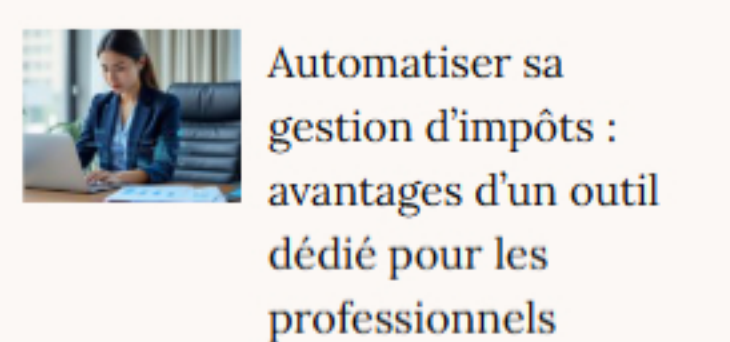 Automatiser sa
gestion d’impôts :
avantages d’un outil
dédié pour les
professionnels